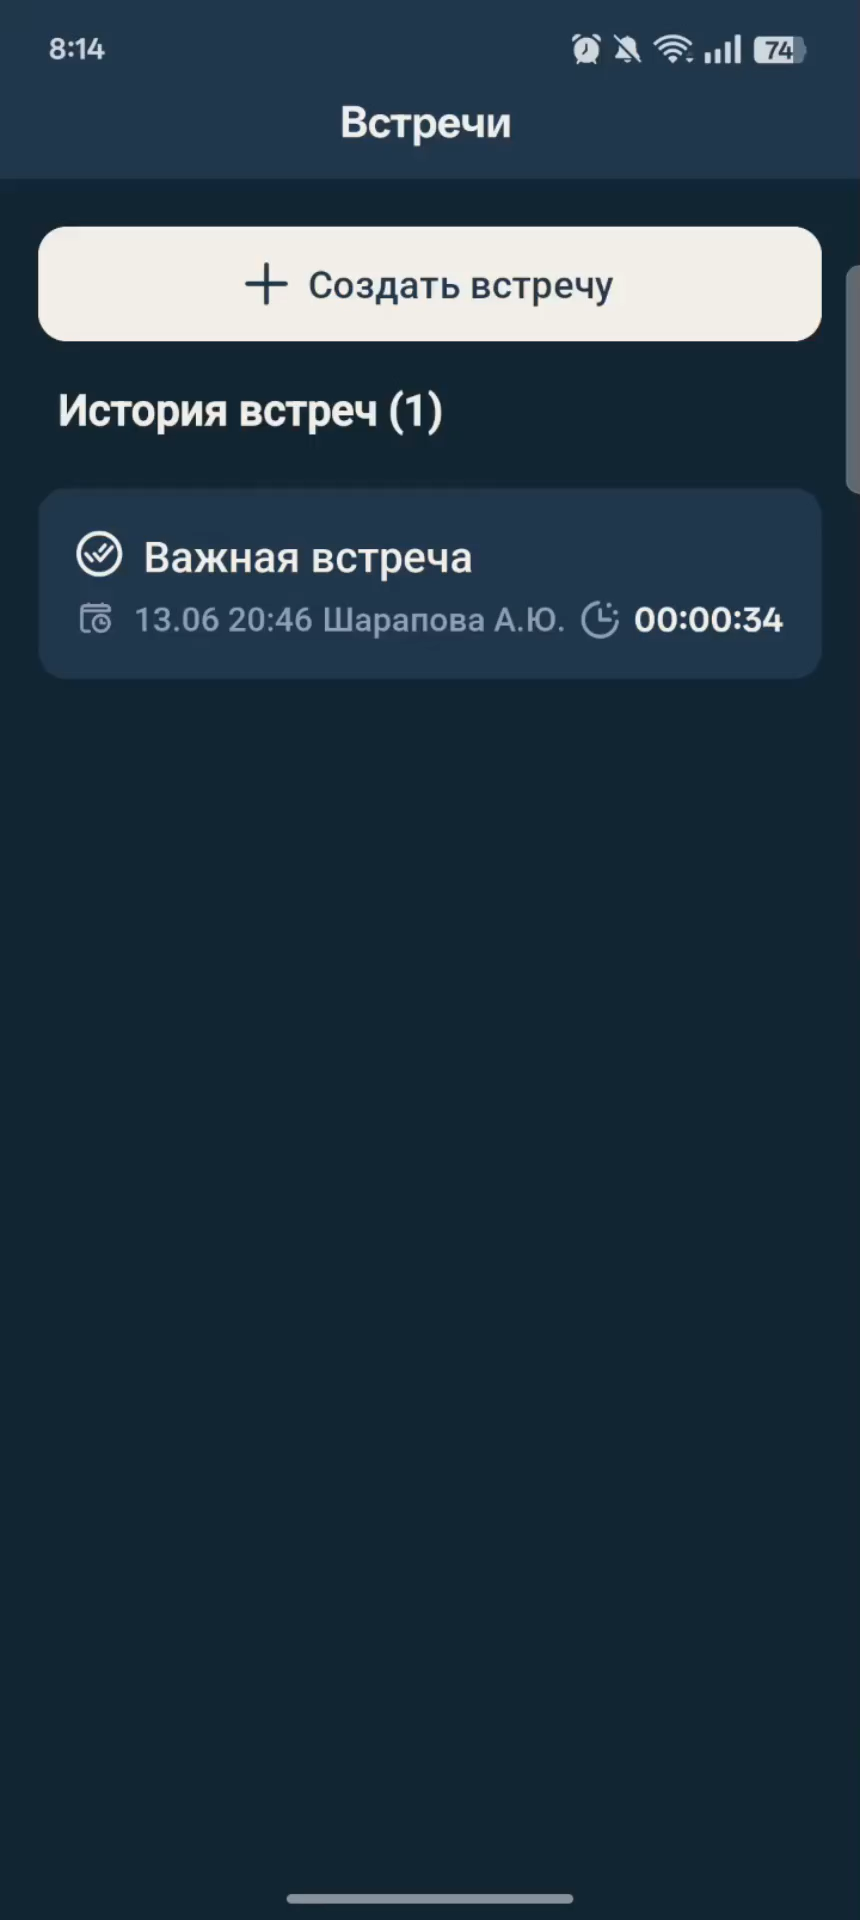 8:14
74
Встречи
Создать встречу
История встреч (1)
Важная встреча
13.06 20:46 Шарапова А.Ю. 00:00:34